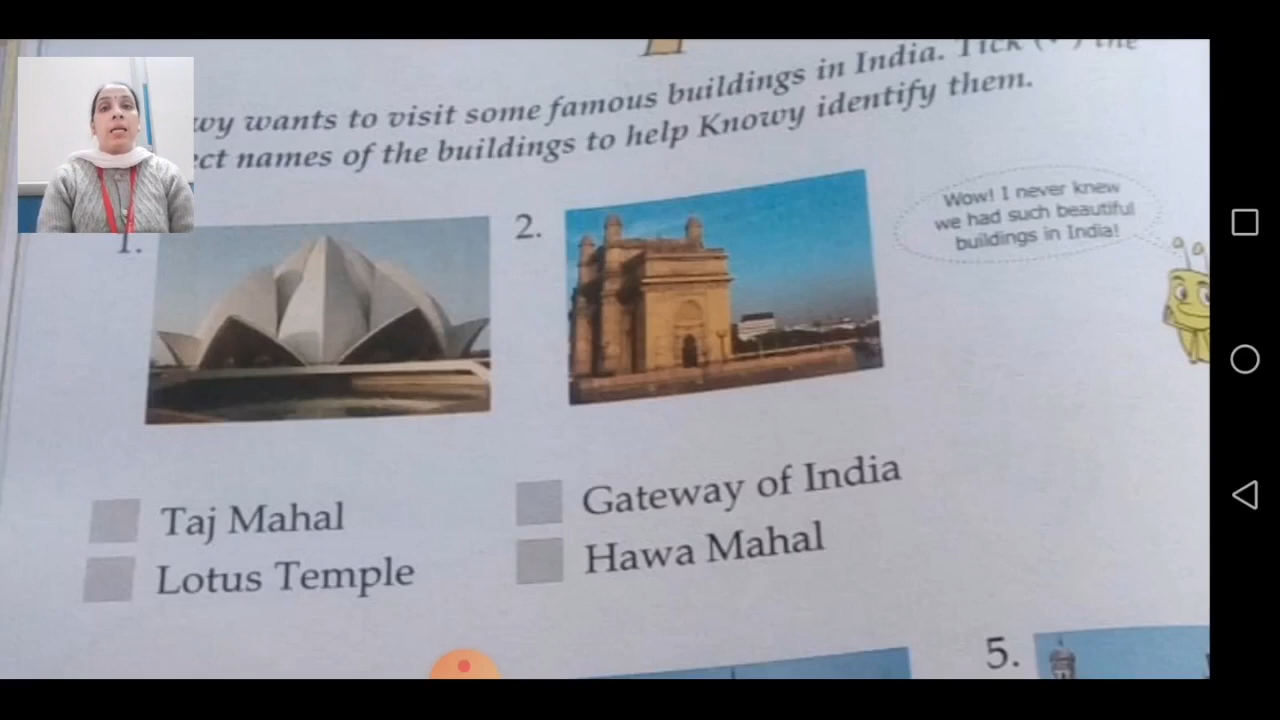 wy wants to visit some famous buildings in India. Tick ( ) the
ct names of the buildings to help Knowy identify them.
1.
2.
Wow! I never knew
we had such beautiful
buildings in India!
Taj Mahal
Lotus Temple
Gateway of India
Hawa Mahal
5.